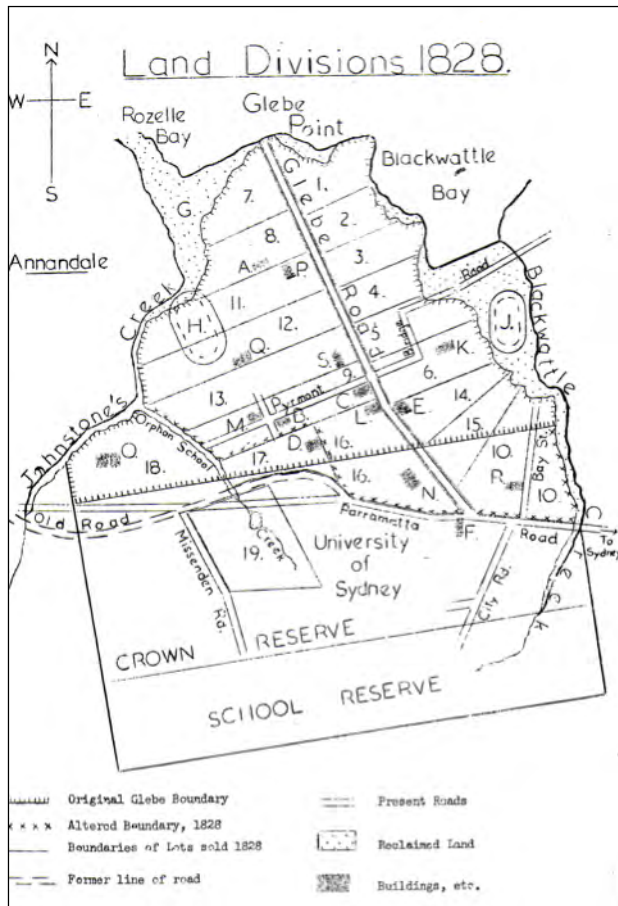 Land Divisions 1828.
N
W E
S
Glebe
Point
Rozelle
Bay
Blackwattle
Bay
Annandale
Glebe Road
1.
7.
G.
2.
8.
3.
A.
P.
Road
4.
11.
H.
12.
5.
Bridge
J.
Blackwattle
Creek
Q.
S.
K.
9.
6.
13.
Pyrmont
C.
E.
14.
M.
B.
L.
15.
Johnstone's Creek
Orphan School
Creek
D.
16.
17.
10.
Bay St.
O.
18.
16.
N.
R.
10.
Old Road
Parramatta
Road
F.
To
Sydney
19.
Missenden Rd.
University
of
Sydney
City Rd.
CROWN RESERVE
SCHOOL RESERVE
Original Glebe Boundary
Altered Boundary, 1828
Boundaries of Lots sold 1828
Former line of road
Present Roads
Reclaimed Land
Buildings, etc.